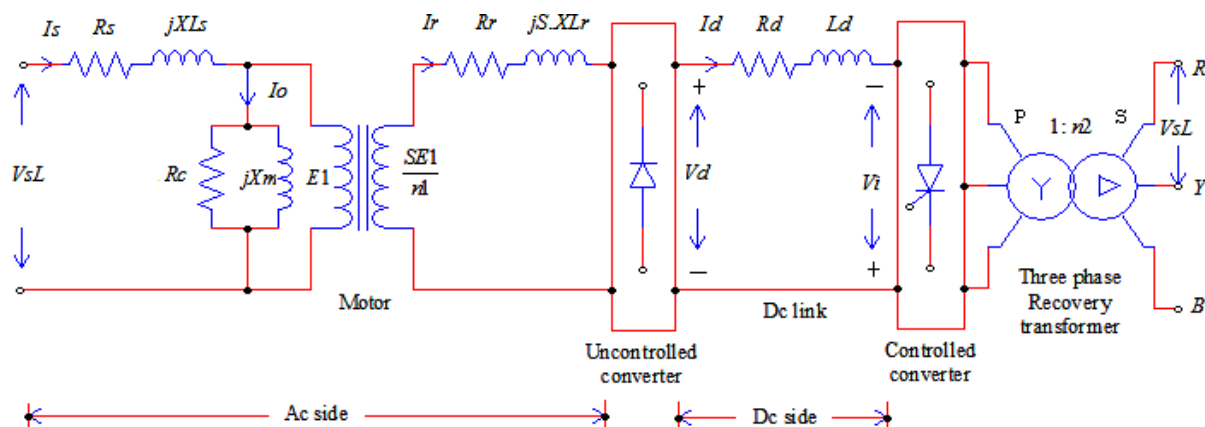 Is Rs jXLs Ir Rr jS.XLr Id Rd Ld
Io
VsL Rc jXm E1 SE1
n1
+ − Vd Vi − +
P 1: n2 S R
VsL
Y
B
Motor
Dc link
Three phase
Recovery
transformer
Uncontrolled
converter
Controlled
converter
Ac side Dc side